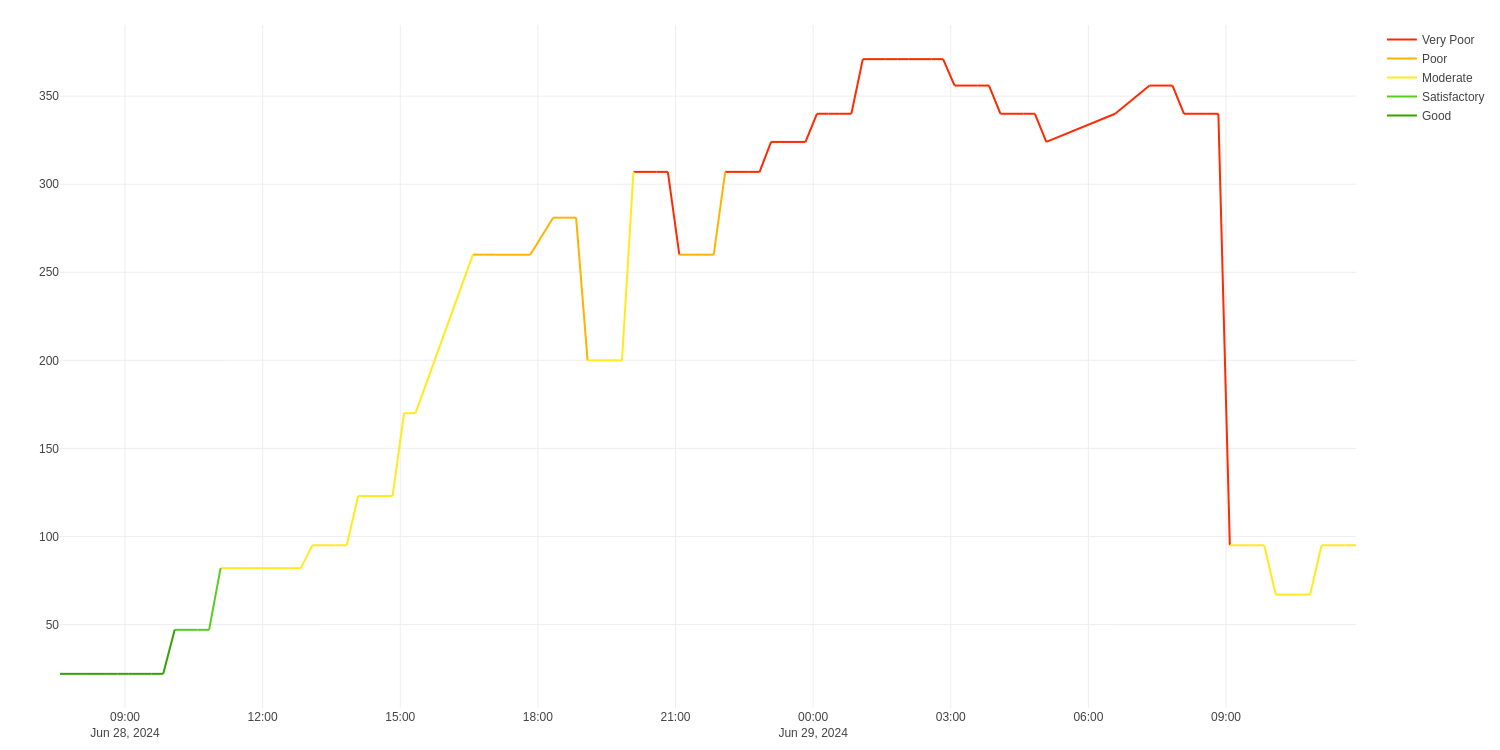 350
300
250
200
150
100
50
09:00
Jun 28, 2024
12:00
15:00
18:00
21:00
00:00
Jun 29, 2024
03:00
06:00
09:00
Very Poor
Poor
Moderate
Satisfactory
Good